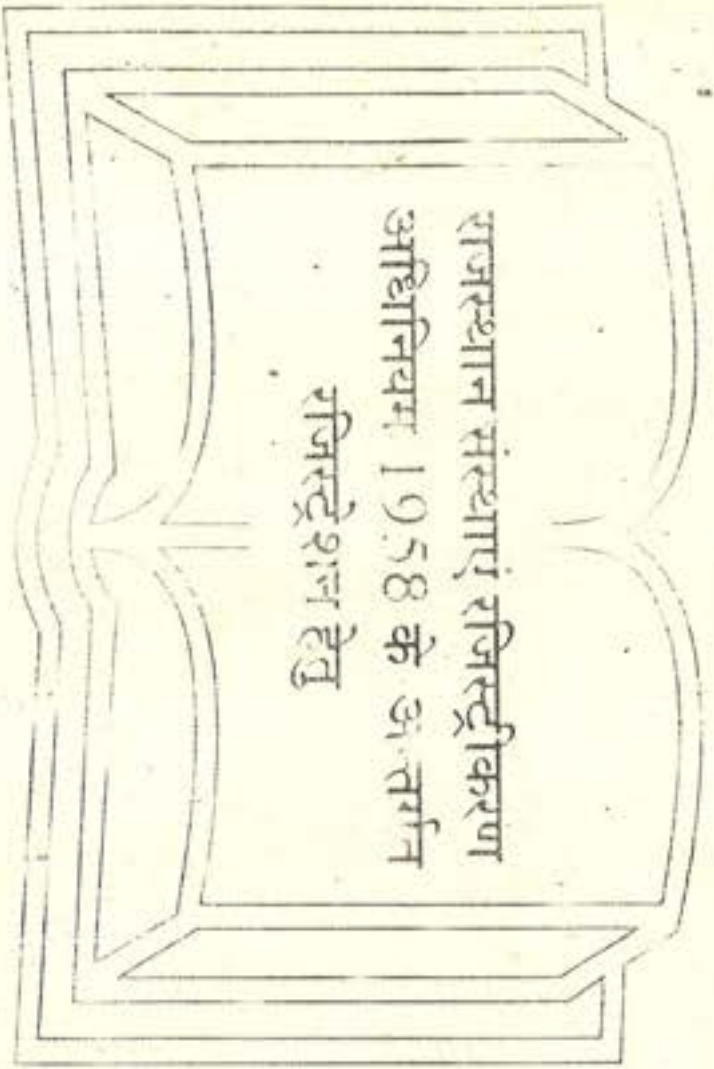 राजस्थान संस्थाएं रजिस्ट्रीकरण
अधिनियम 1958 के अन्तर्गत
रजिस्ट्रेशन हेतु